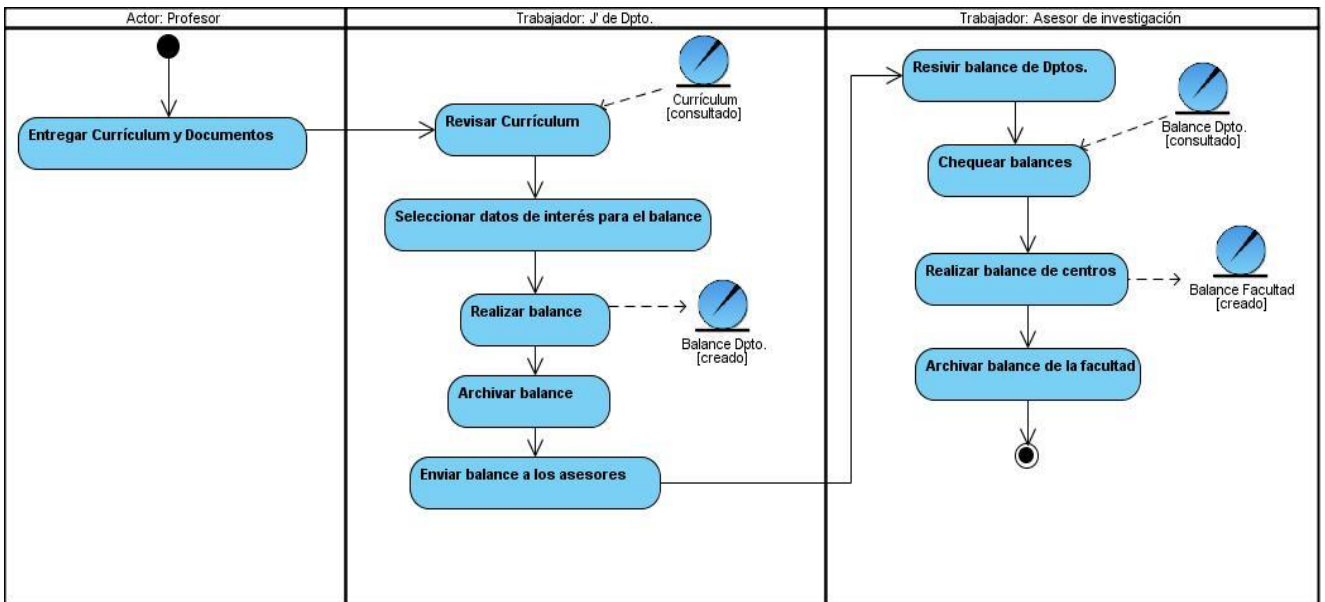 Actor: Profesor
Trabajador: J' de Dpto.
Trabajador: Asesor de investigación
Entregar Currículum y Documentos
Revisar Currículum
Currículum
[consultado]
Seleccionar datos de interés para el balance
Realizar balance
Balance Dpto.
[creado]
Archivar balance
Enviar balance a los asesores
Resivir balance de Dptos.
Balance Dpto.
[consultado]
Chequear balances
Realizar balance de centros
Balance Facultad
[creado]
Archivar balance de la facultad